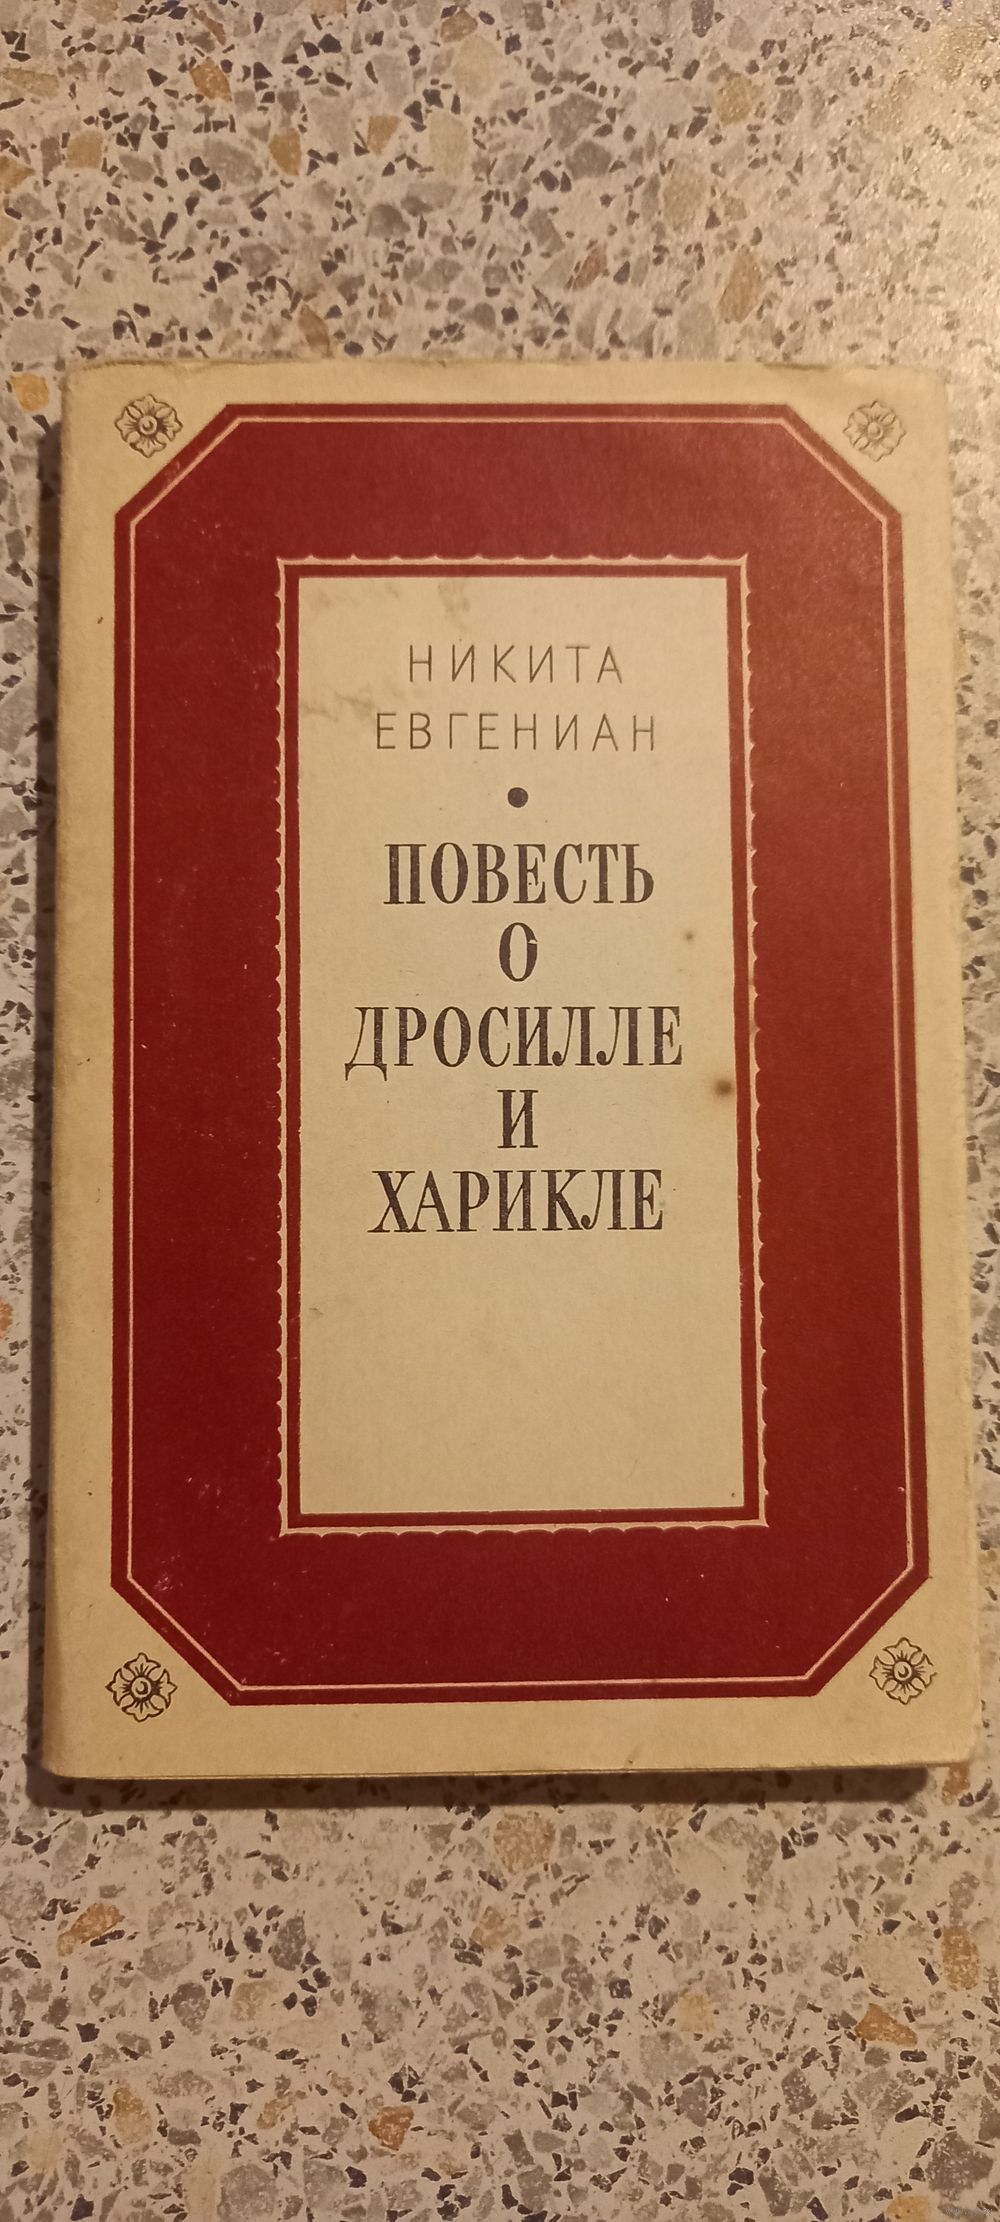 НИКИТА
ЕВГЕНИАН
ПОВЕСТЬ
О
ДРОСИЛЛЕ
И
ХАРИКЛЕ